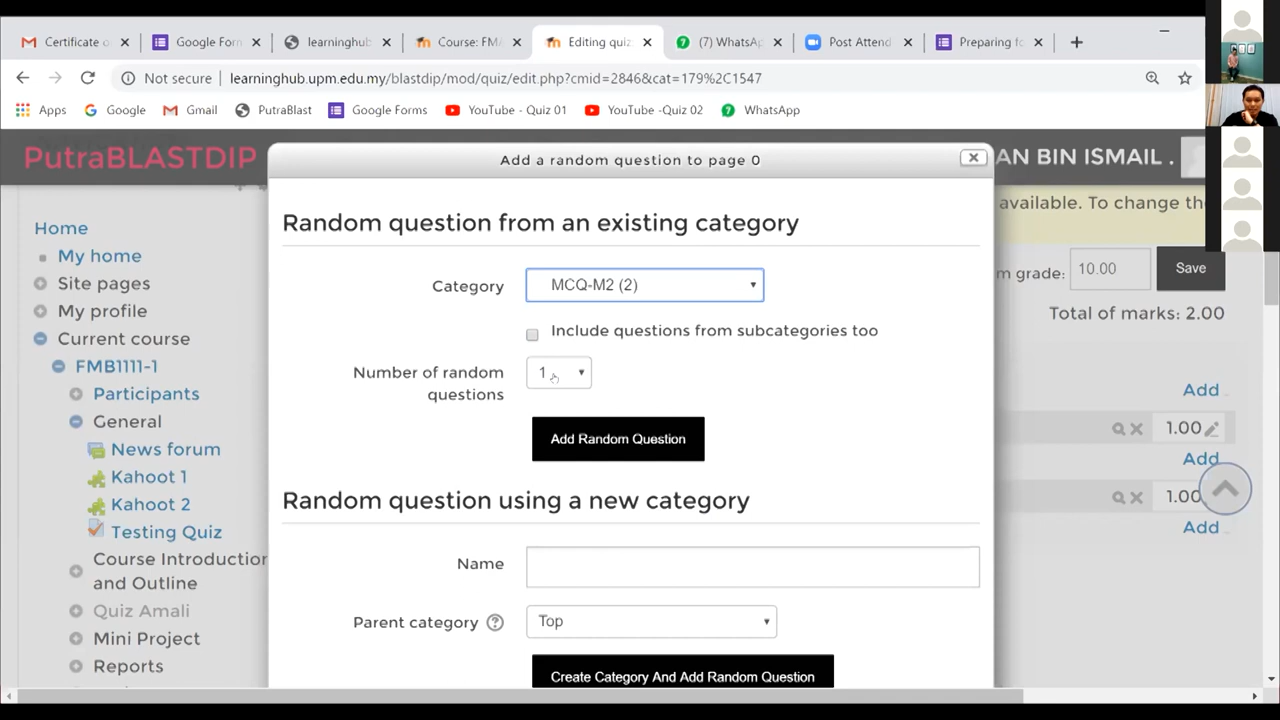 Certificate o
Google Forn
learninghub
Course: FMA
Editing quiz
(7) WhatsApp
Post Attend
Preparing fo
Not secure
learninghub.upm.edu.my/blastdip/mod/quiz/edit.php?cmid=2846&cat=179%2C1547
Apps
Google
Gmail
PutraBlast
Google Forms
YouTube - Quiz 01
YouTube -Quiz 02
WhatsApp
PutraBLASTDIP
AN BIN ISMAIL .
available. To change the
m grade:
10.00
Save
Total of marks: 2.00
Add
1.00
Add
1.00
Add
Home
My home
Site pages
My profile
Current course
FMB1111-1
Participants
General
News forum
Kahoot 1
Kahoot 2
Testing Quiz
Course Introduction
and Outline
Quiz Amali
Mini Project
Reports
Add a random question to page 0
Random question from an existing category
Category
MCQ-M2 (2)
Include questions from subcategories too
Number of random
questions
1
Add Random Question
Random question using a new category
Name
Parent category
Top
Create Category And Add Random Question